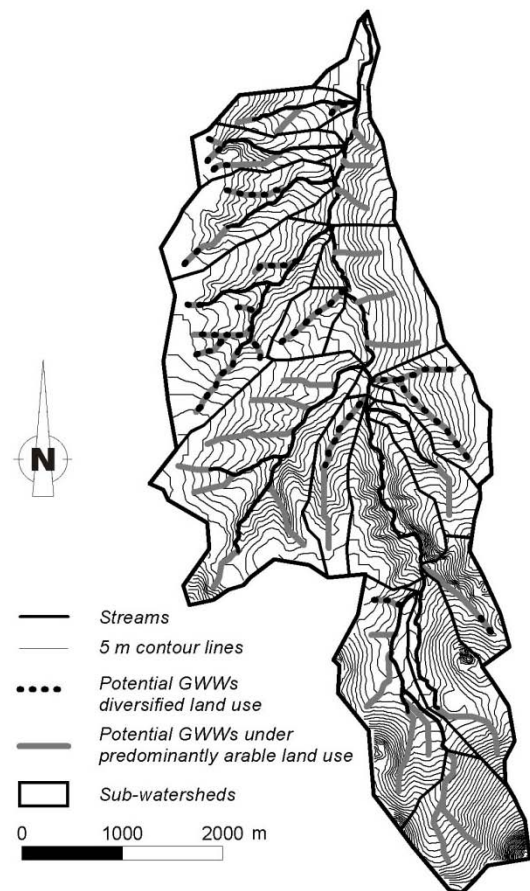 N
Streams
5 m contour lines
Potential GWWs
diversified land use
Potential GWWs under
predominantly arable land use
Sub-watersheds
0 1000 2000 m